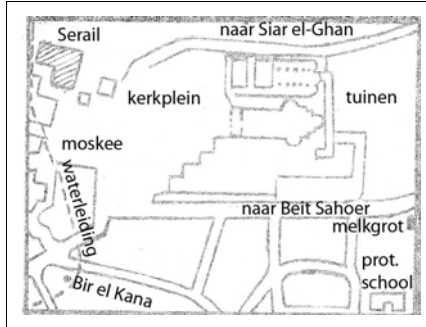 naar Siar el-Ghan
Serail
kerkplein
tuinen
moskee
waterleiding
naar Beit Sahoer
melkgrot
prot.
school
Bir el Kana